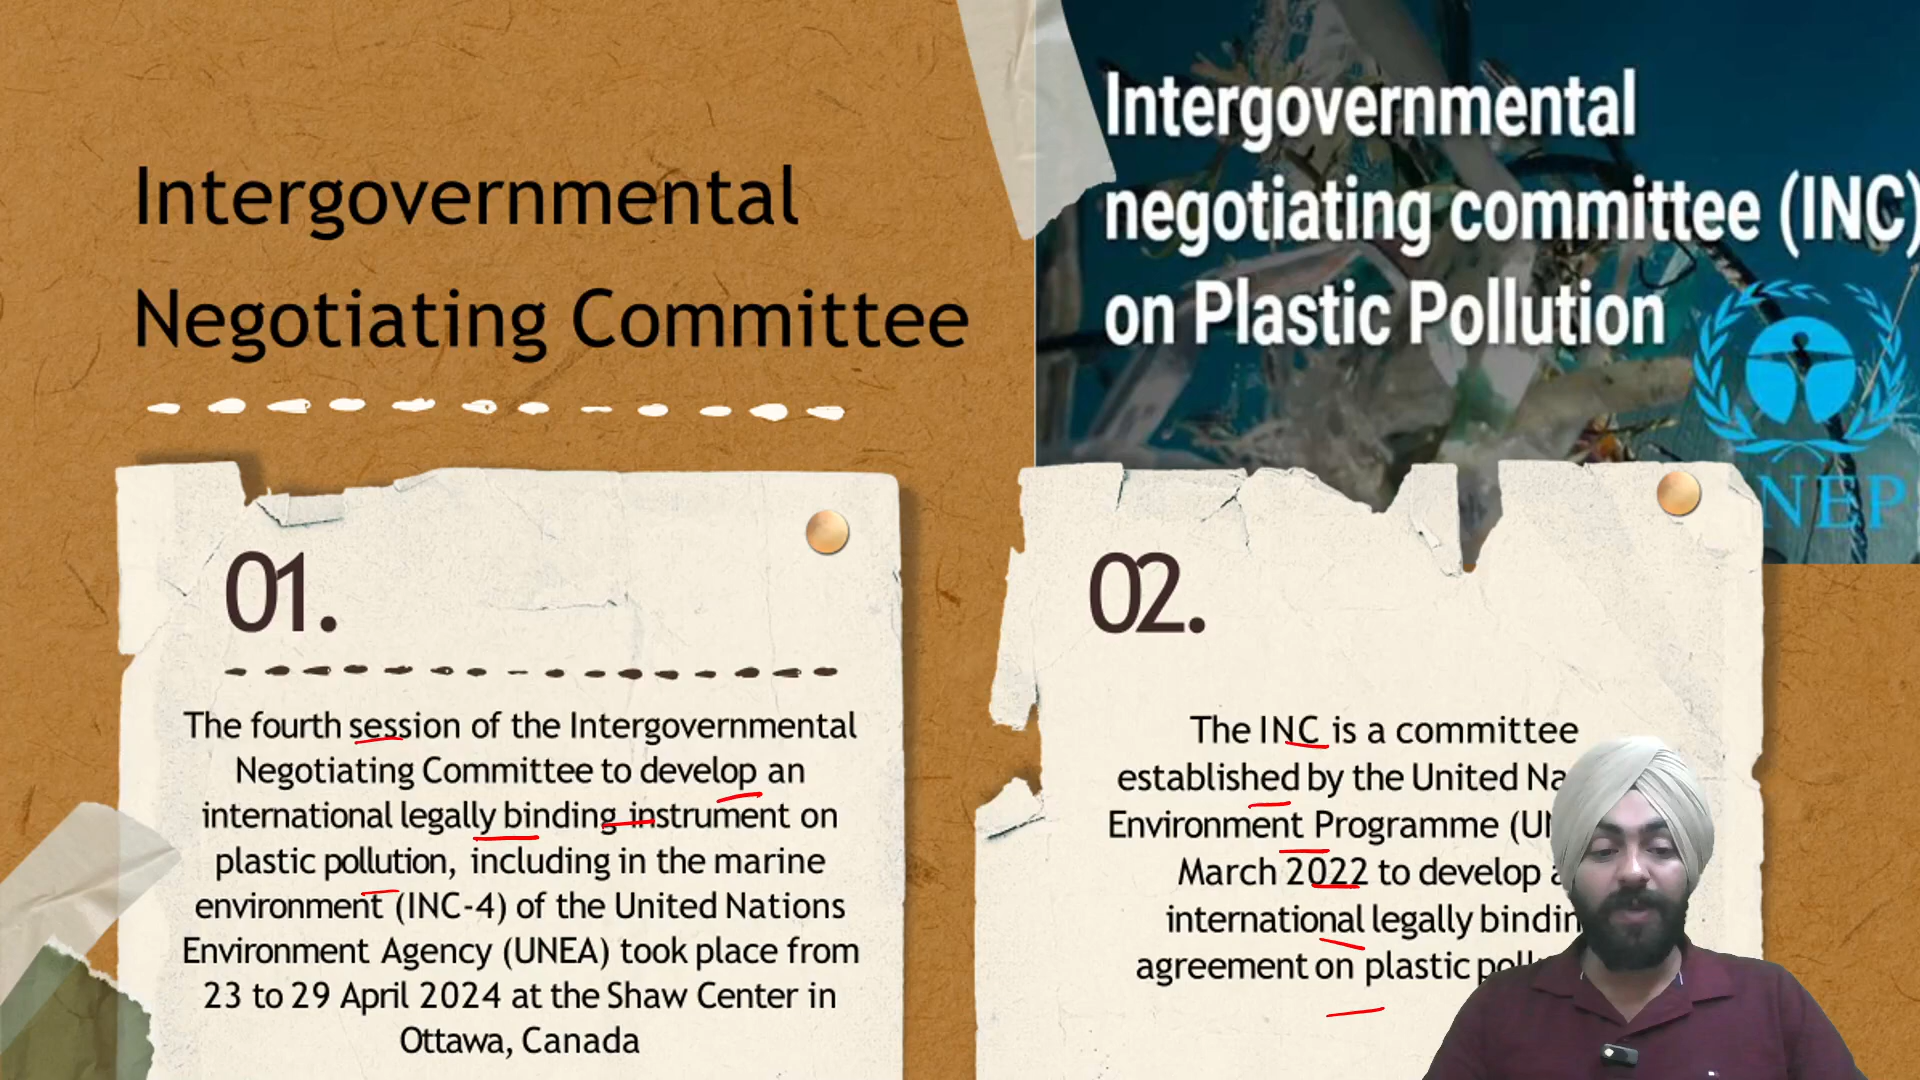 Intergovernmental
Negotiating Committee
Intergovernmental
negotiating committee (INC)
on Plastic Pollution
01.
The fourth session of the Intergovernmental
Negotiating Committee to develop an
international legally binding instrument on
plastic pollution, including in the marine
environment (INC-4) of the United Nations
Environment Agency (UNEA) took place from
23 to 29 April 2024 at the Shaw Center in
Ottawa, Canada
02.
The INC is a committee
established by the United
Environment Programme
March 2022 to develop
international legally
agreement on plastic